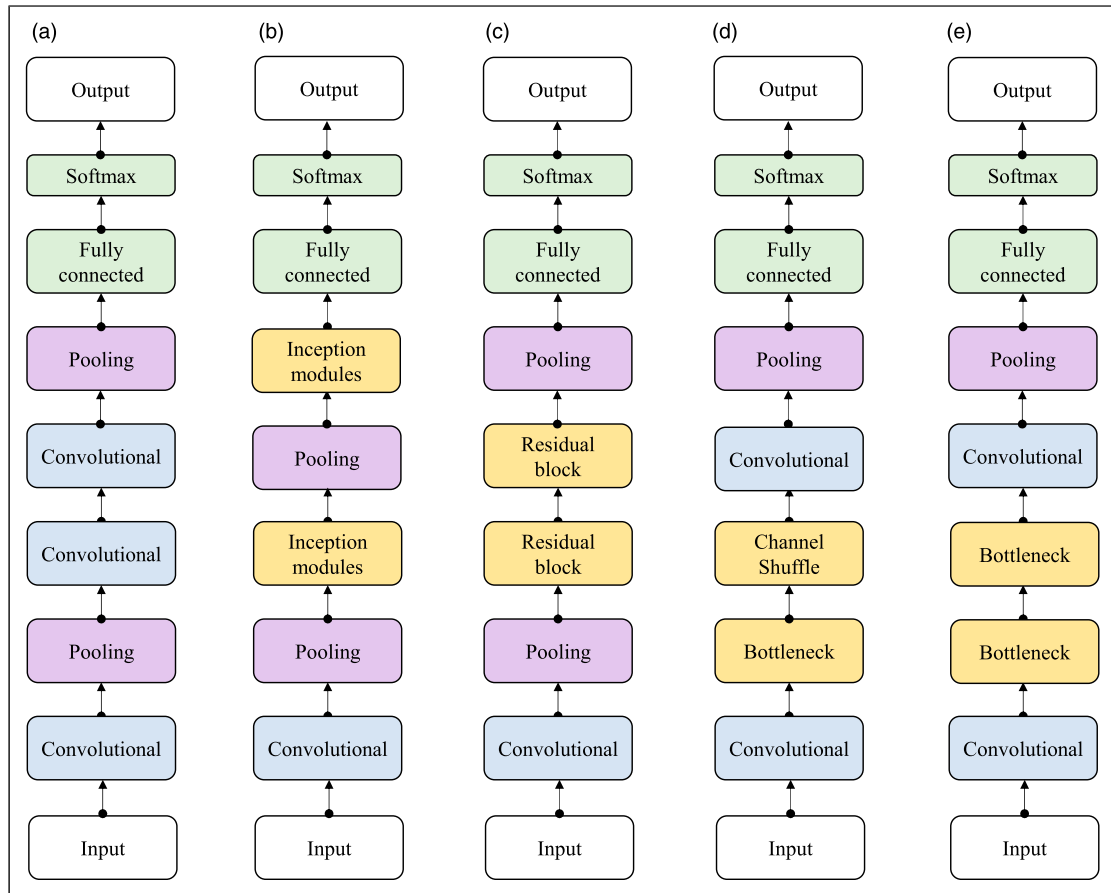 (a)
Output
Softmax
Fully
connected
Pooling
Convolutional
Convolutional
Pooling
Convolutional
Input
(b)
Output
Softmax
Fully
connected
Inception
modules
Pooling
Inception
modules
Pooling
Convolutional
Input
(c)
Output
Softmax
Fully
connected
Pooling
Residual
block
Residual
block
Pooling
Convolutional
Input
(d)
Output
Softmax
Fully
connected
Pooling
Convolutional
Channel
Shuffle
Bottleneck
Convolutional
Input
(e)
Output
Softmax
Fully
connected
Pooling
Convolutional
Bottleneck
Bottleneck
Convolutional
Input